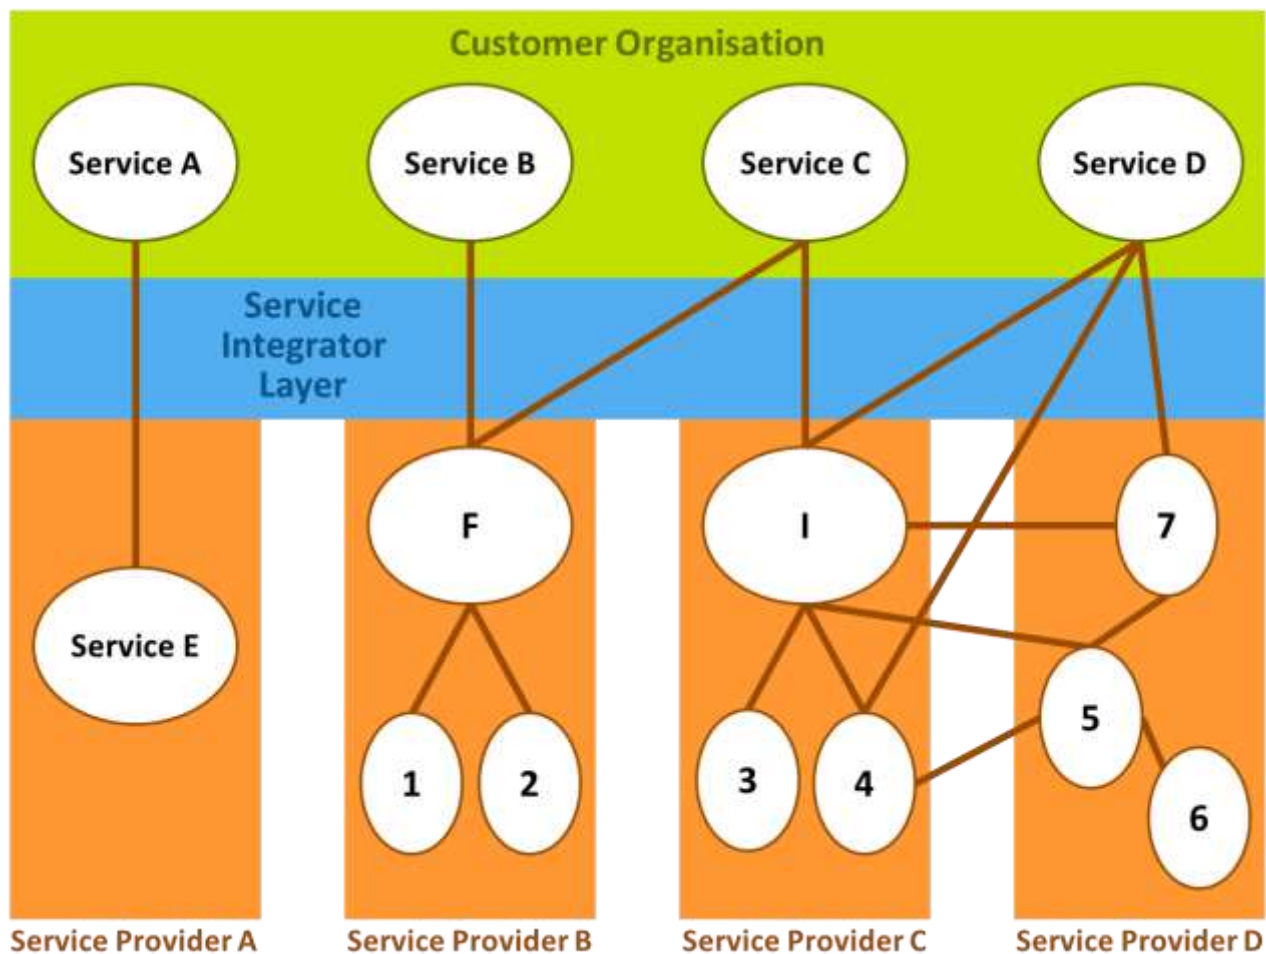 Customer Organisation
Service A
Service B
Service C
Service D
Service
Integrator
Layer
F
I
7
Service E
5
1
2
3
4
6
Service Provider A
Service Provider B
Service Provider C
Service Provider D